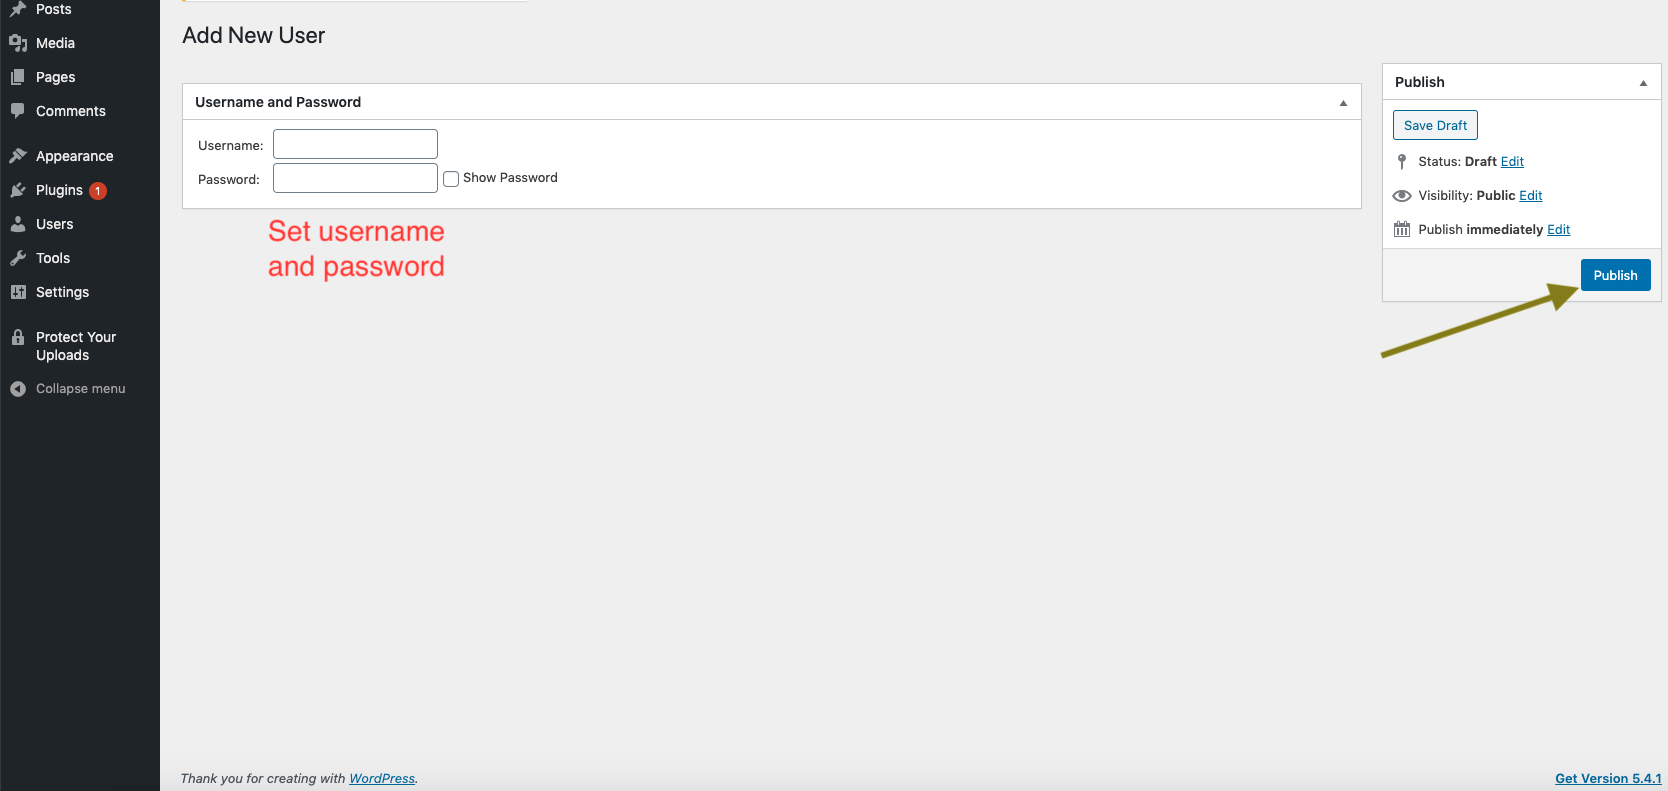 Posts
Media
Pages
Comments
Appearance
Plugins 1
Users
Tools
Settings
Protect Your
Uploads
Collapse menu
Add New User
Username and Password
Username:
Password:
Show Password
Set username
and password
Publish
Save Draft
Status: Draft Edit
Visibility: Public Edit
Publish immediately Edit
Publish
Thank you for creating with WordPress.
Get Version 5.4.1